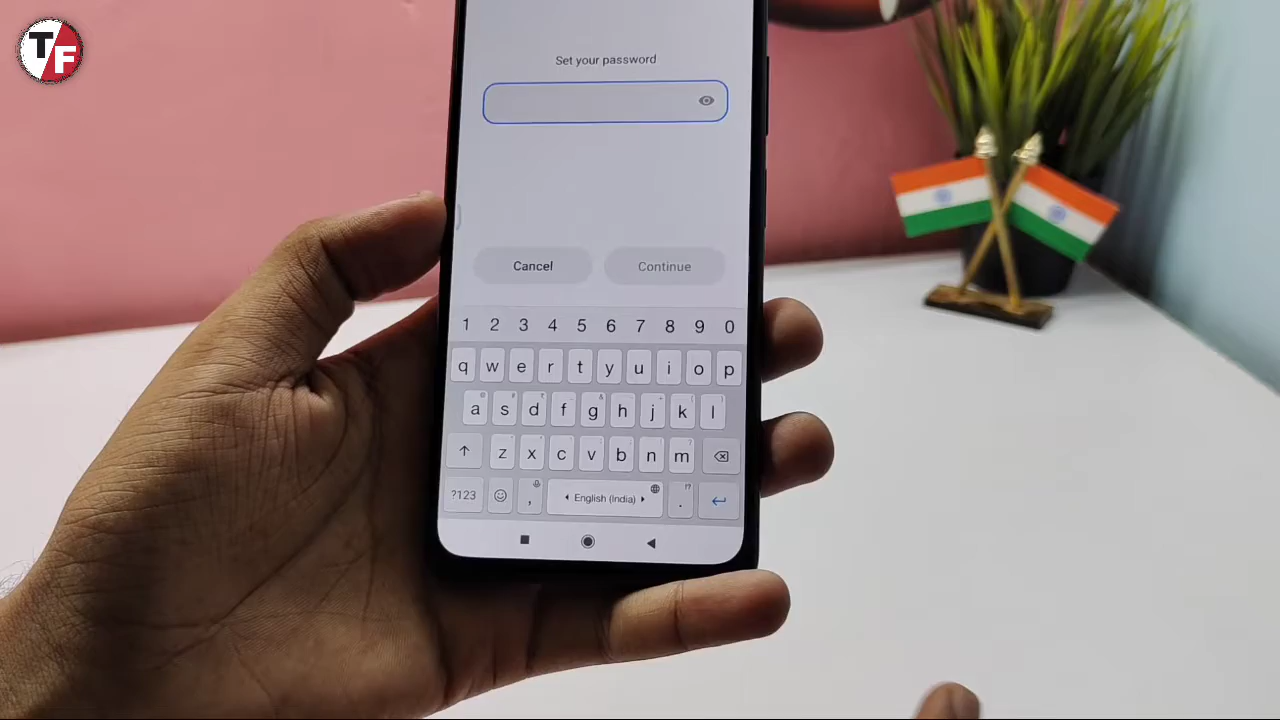 TF
Set your password
Cancel Continue
1 2 3 4 5 6 7 8 9 0
q w e r t y u i o p
a s d f g h j k l
z x c v b n m
?123 , English (India) .